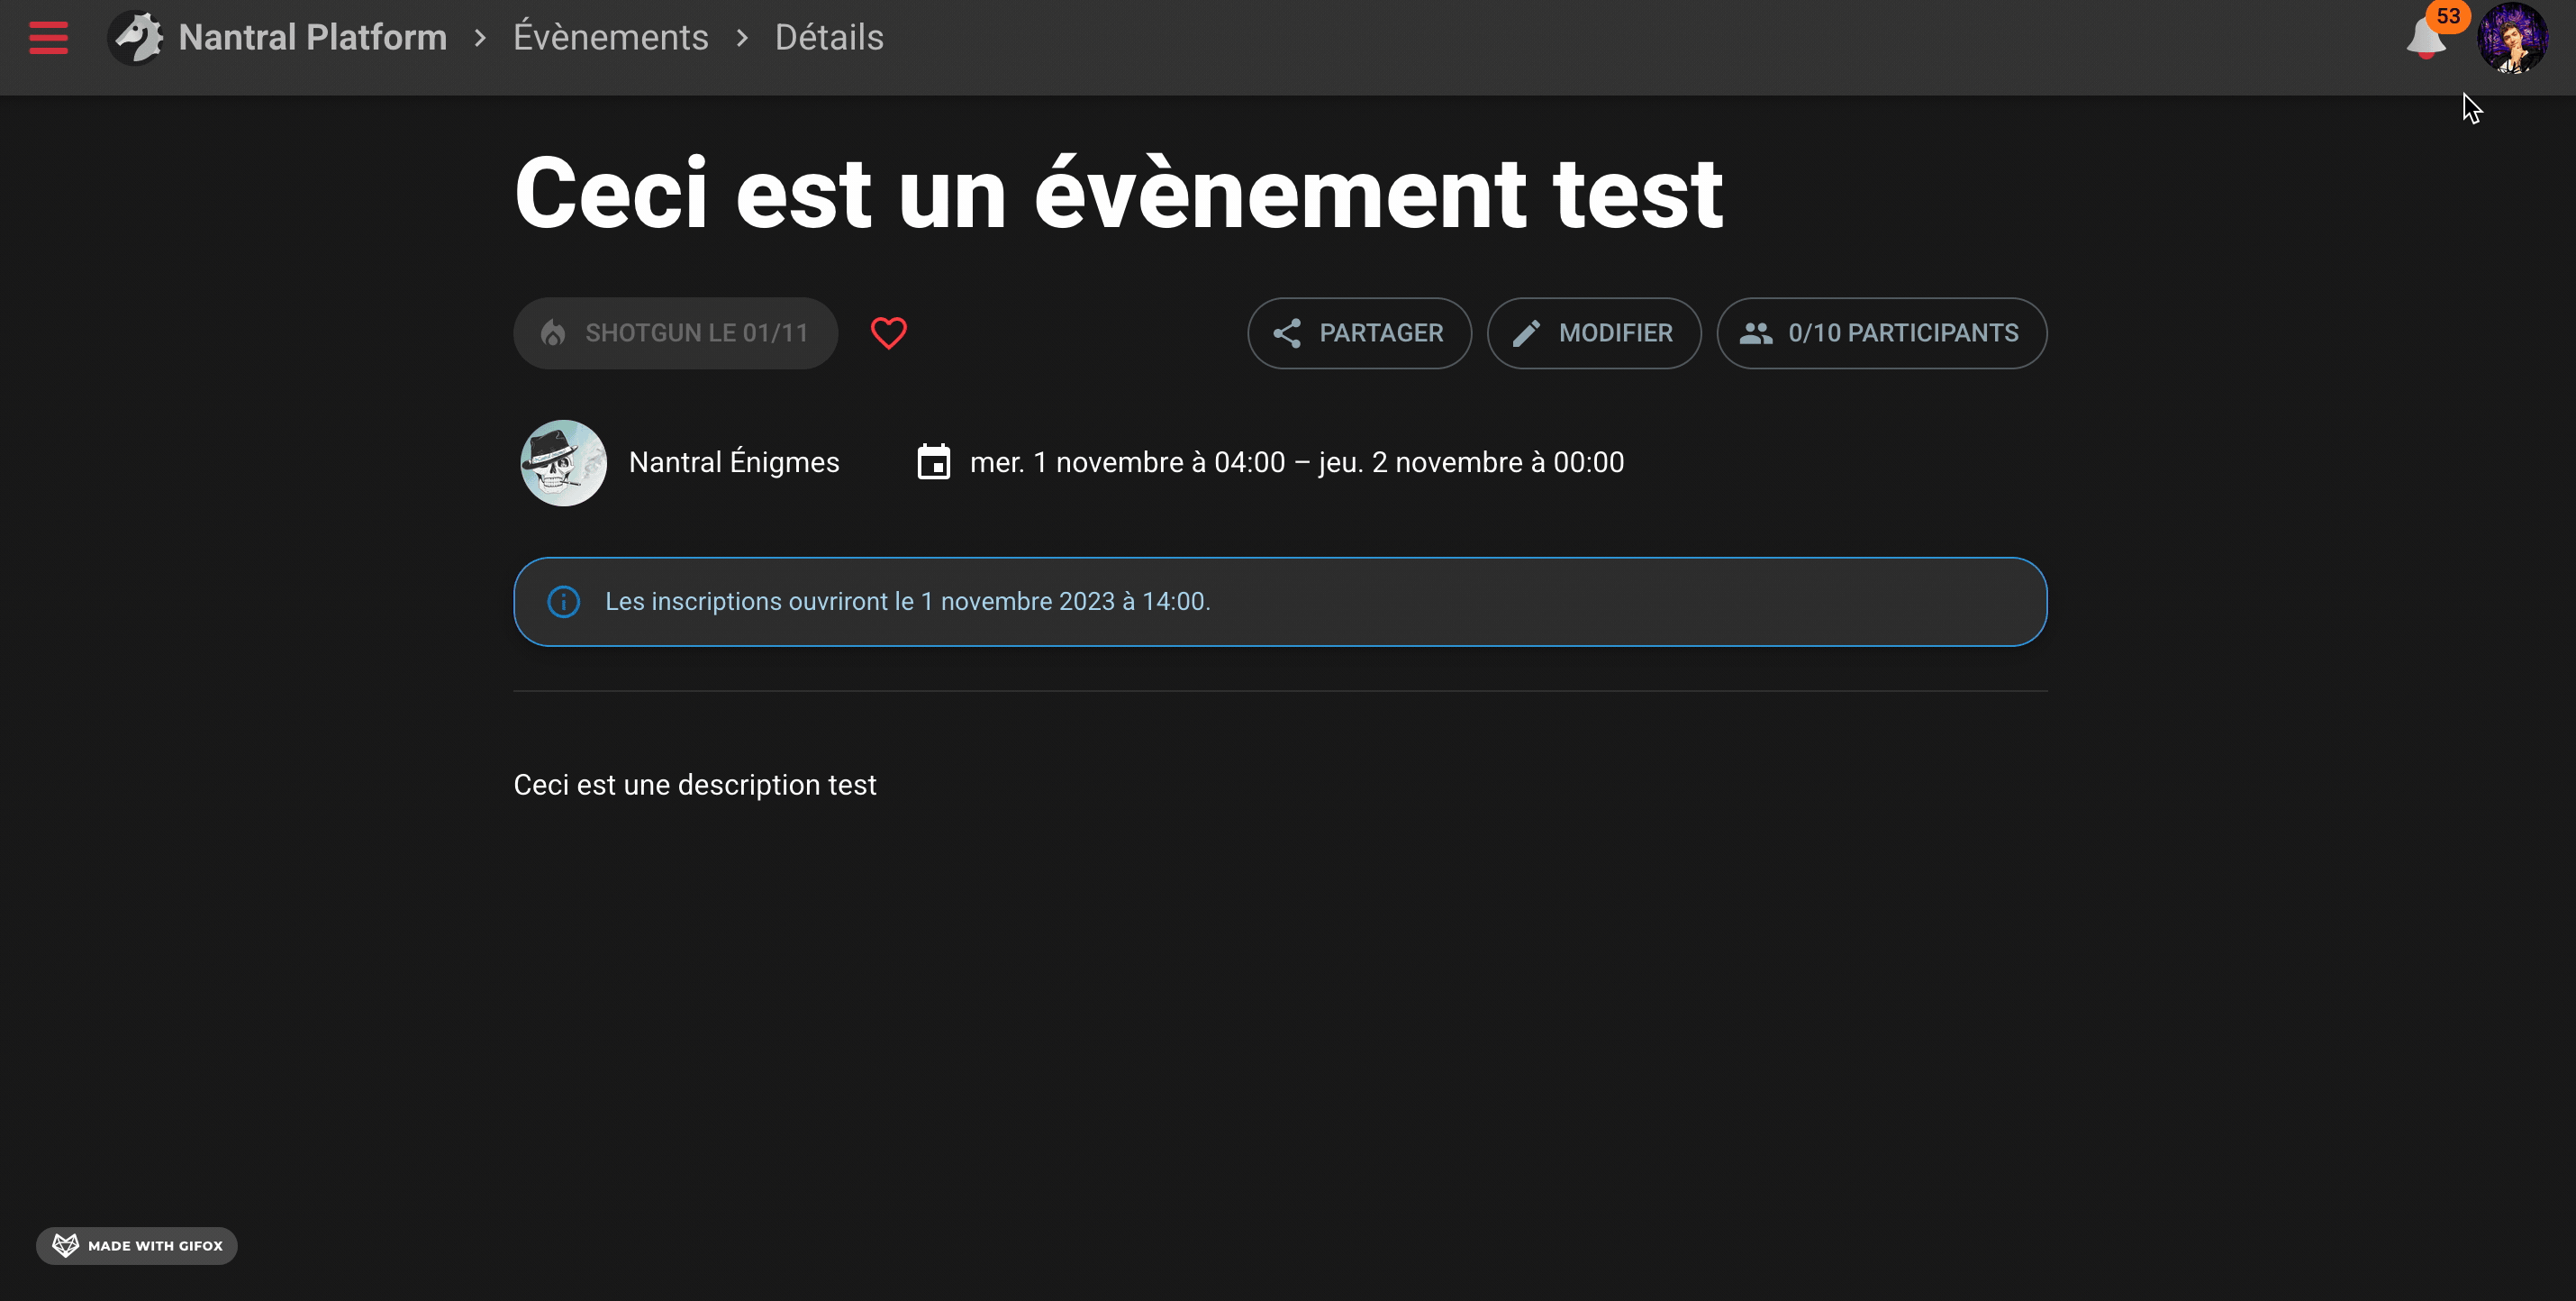 Nantral Platform > Évènements > Détails
53
Ceci est un évènement test
SHOTGUN LE 01/11
PARTAGER
MODIFIER
0/10 PARTICIPANTS
Nantral Énigmes
mer. 1 novembre à 04:00 – jeu. 2 novembre à 00:00
Les inscriptions ouvriront le 1 novembre 2023 à 14:00.
Ceci est une description test
MADE WITH GIFOX